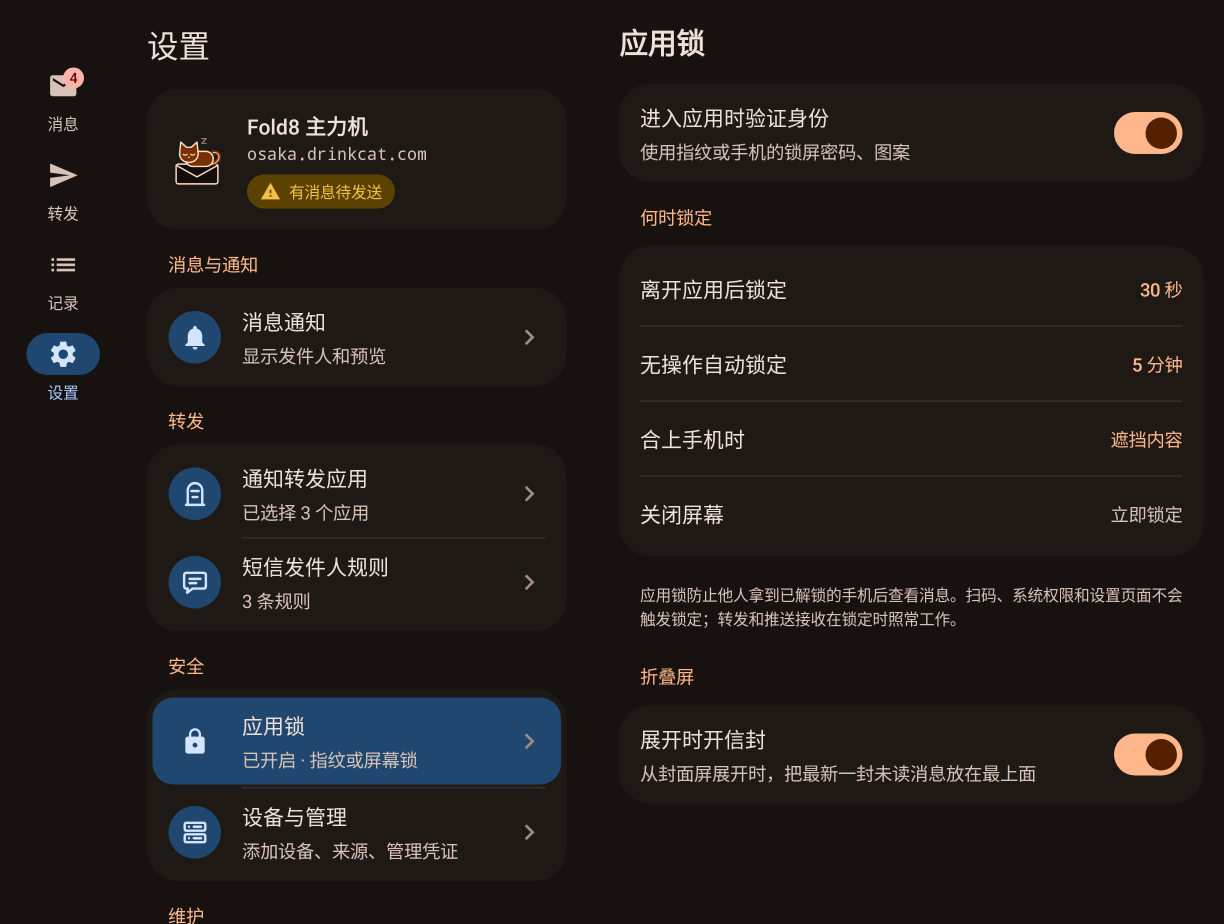 4
消息
转发
记录
设置
设置
Fold8 主力机
osaka.drinkcat.com
有消息待发送
消息与通知
消息通知
显示发件人和预览
转发
通知转发应用
已选择 3 个应用
短信发件人规则
3 条规则
安全
应用锁
已开启 · 指纹或屏幕锁
设备与管理
添加设备、来源、管理凭证
维护
应用锁
进入应用时验证身份
使用指纹或手机的锁屏密码、图案
何时锁定
离开应用后锁定 30 秒
无操作自动锁定 5 分钟
合上手机时 遮挡内容
关闭屏幕 立即锁定
应用锁防止他人拿到已解锁的手机后查看消息。扫码、系统权限和设置页面不会
触发锁定；转发和推送接收在锁定时照常工作。
折叠屏
展开时开信封
从封面屏展开时，把最新一封未读消息放在最上面